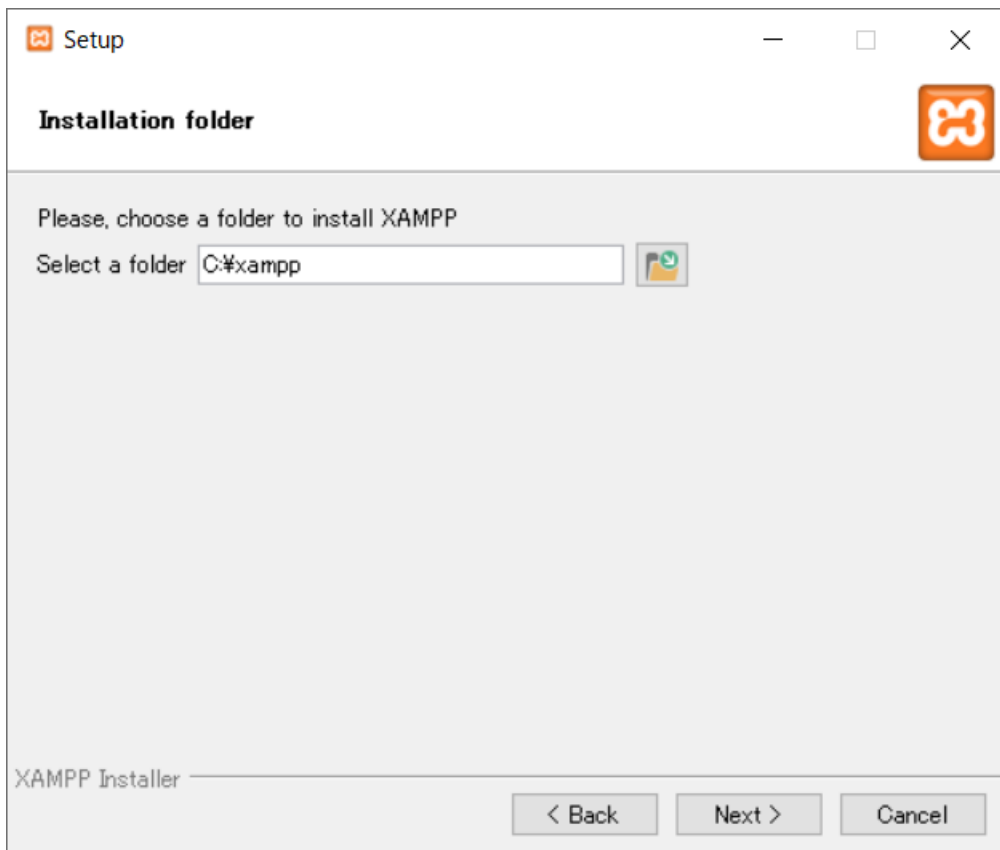 Setup
Installation folder
Please, choose a folder to install XAMPP
Select a folder C:¥xampp
XAMPP Installer
< Back Next > Cancel